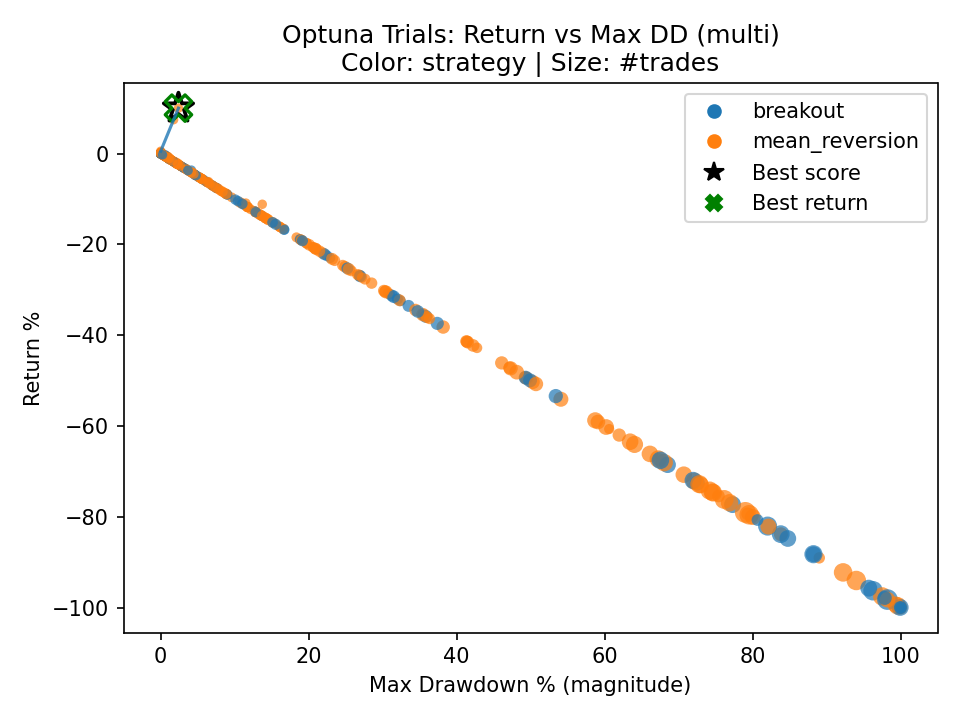 Optuna Trials: Return vs Max DD (multi)
Color: strategy | Size: #trades
breakout
mean_reversion
Best score
Best return
Return %
0
−20
−40
−60
−80
−100
0
20
40
60
80
100
Max Drawdown % (magnitude)